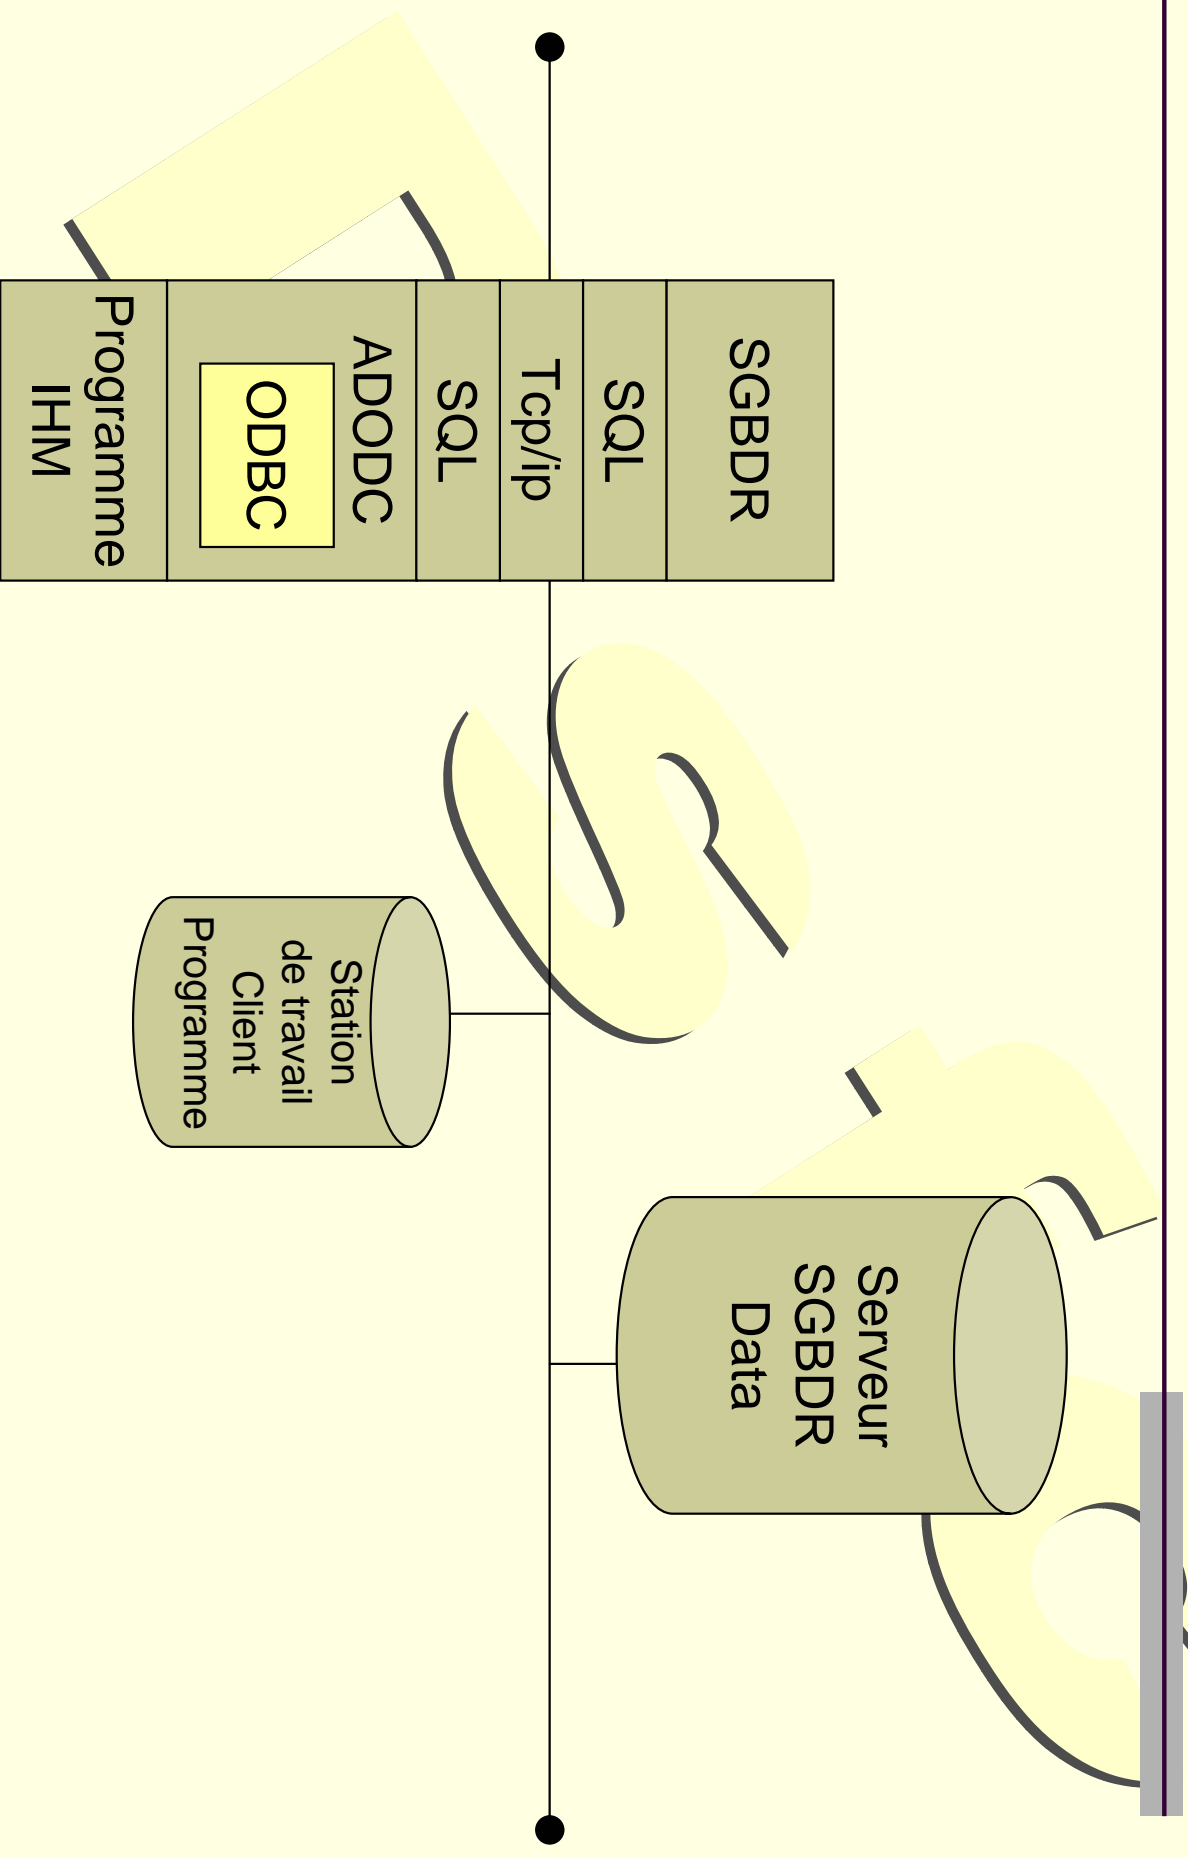 SGBDR
SQL
Tcp/ip
SQL
ADODC
ODBC
Programme
IHM
Station
de travail
Client
Programme
Serveur
SGBDR
Data